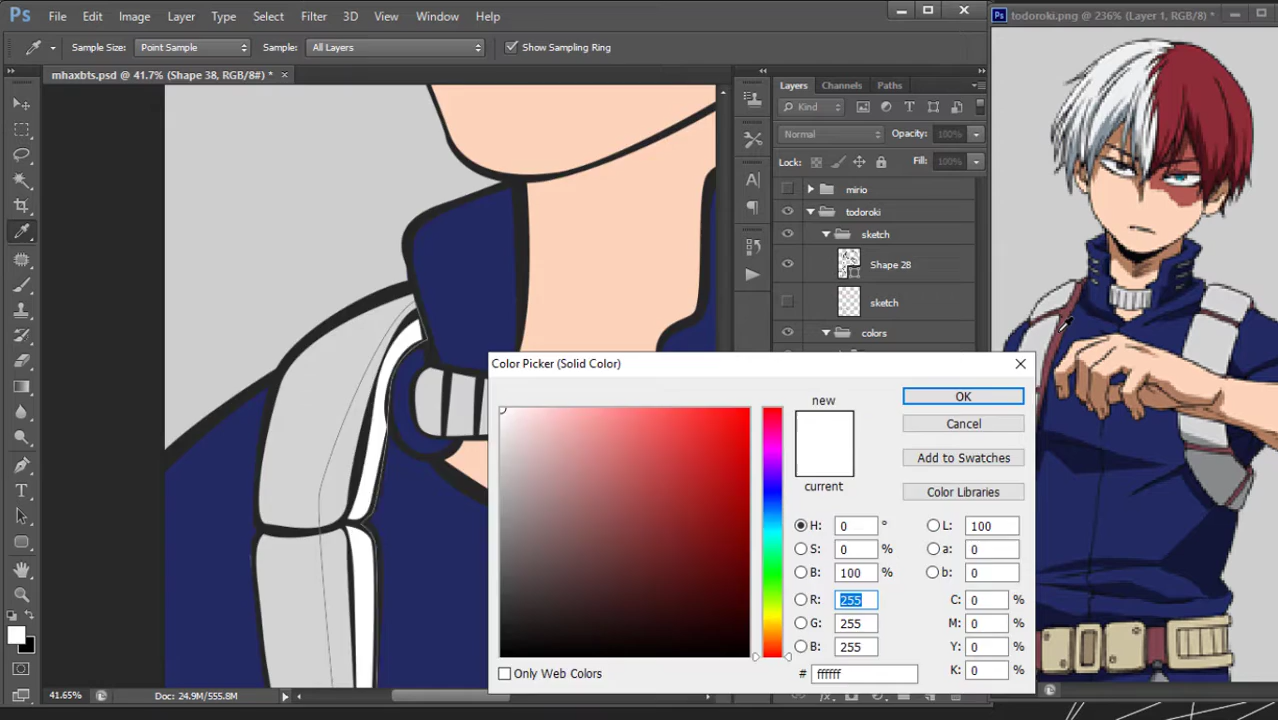 Ps File Edit Image Layer Type Select Filter 3D View Window Help
Ps todoroki.png @ 236% (Layer 1, RGB/8) *
Sample Size: Point Sample Sample: All Layers Show Sampling Ring
mhaxbts.psd @ 41.7% (Shape 38, RGB/8#) * ×
Layers Channels Paths
Kind
Normal Opacity: 100%
Lock: Fill: 100%
mirio
todoroki
sketch
Shape 28
sketch
colors
Color Picker (Solid Color)
new
current
OK
Cancel
Add to Swatches
Color Libraries
H: 0 ° L: 100
S: 0 % a: 0
B: 100 % b: 0
R: 255 C: 0 %
G: 255 M: 0 %
B: 255 Y: 0 %
# ffffff K: 0 %
Only Web Colors
41.65% Doc: 24.9M/555.8M